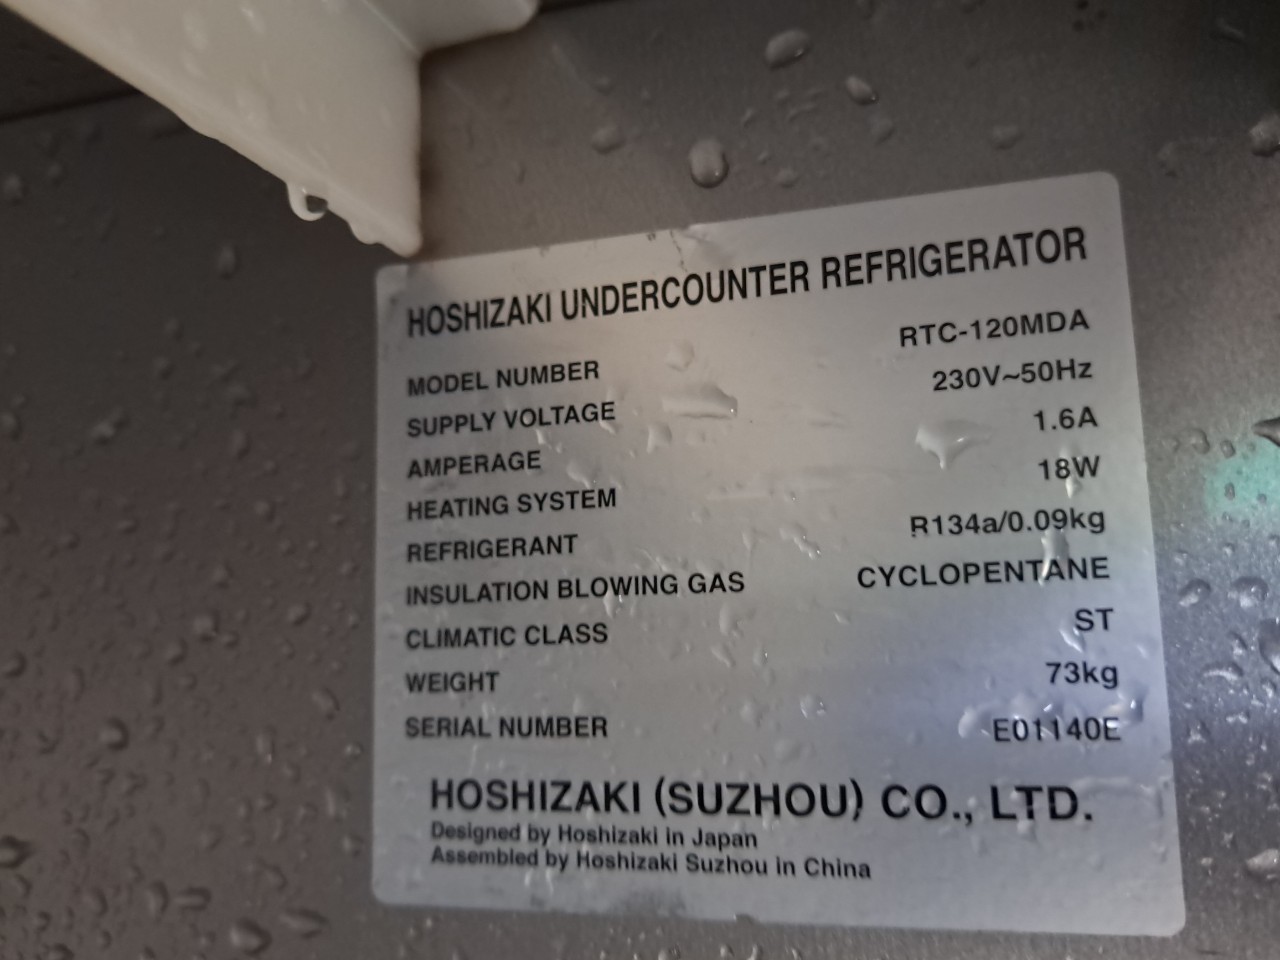 HOSHIZAKI UNDERCOUNTER REFRIGERATOR
MODEL NUMBER RTC-120MDA
SUPPLY VOLTAGE 230V~50Hz
AMPERAGE 1.6A
HEATING SYSTEM 18W
REFRIGERANT R134a/0.09kg
INSULATION BLOWING GAS CYCLOPENTANE
CLIMATIC CLASS ST
WEIGHT 73kg
SERIAL NUMBER E01140E
HOSHIZAKI (SUZHOU) CO., LTD.
Designed by Hoshizaki in Japan
Assembled by Hoshizaki Suzhou in China